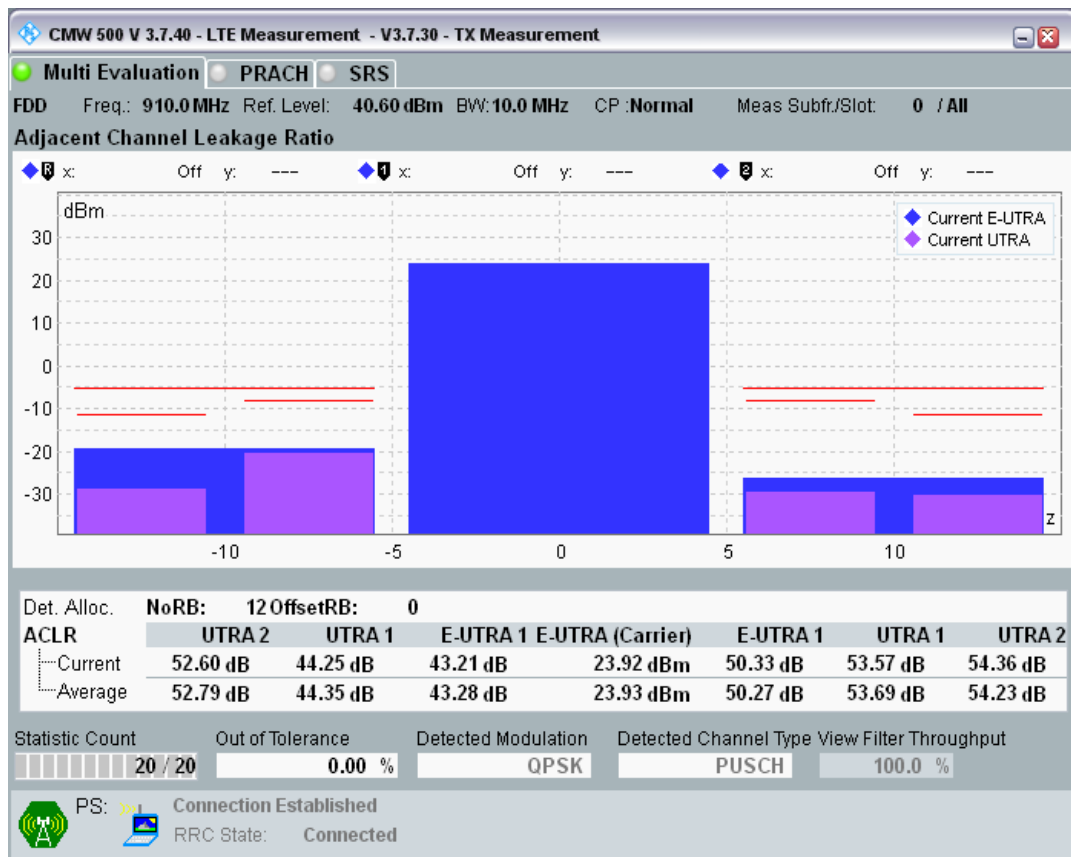 CMW 500 V 3.7.40 - LTE Measurement - V3.7.30 - TX Measurement
Multi Evaluation PRACH SRS
FDD Freq.: 910.0 MHz Ref. Level: 40.60 dBm BW: 10.0 MHz CP :Normal Meas Subfr./Slot: 0 / All
Adjacent Channel Leakage Ratio
R x: Off y: --- 1 x: Off y: --- 2 x: Off y: ---
dBm
Current E-UTRA
Current UTRA
30
20
10
0
-10
-20
-30
z
-10 -5 0 5 10
Det. Alloc. NoRB: 12 OffsetRB: 0
ACLR UTRA 2 UTRA 1 E-UTRA 1 E-UTRA (Carrier) E-UTRA 1 UTRA 1 UTRA 2
Current 52.60 dB 44.25 dB 43.21 dB 23.92 dBm 50.33 dB 53.57 dB 54.36 dB
Average 52.79 dB 44.35 dB 43.28 dB 23.93 dBm 50.27 dB 53.69 dB 54.23 dB
Statistic Count Out of Tolerance Detected Modulation Detected Channel Type View Filter Throughput
20 / 20 0.00 % QPSK PUSCH 100.0 %
PS: Connection Established
RRC State: Connected